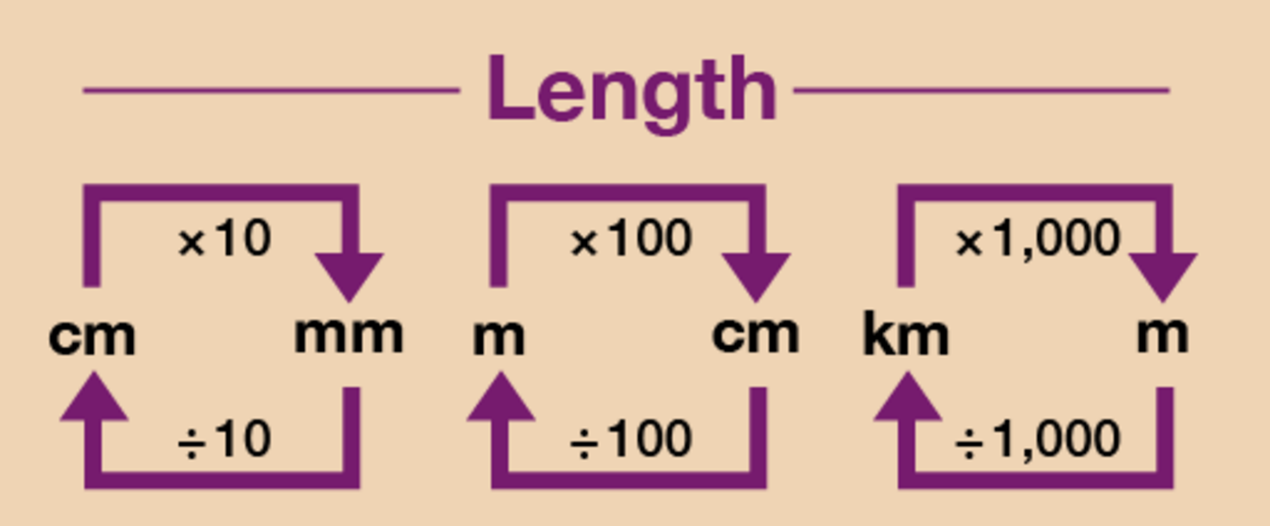 Length
×10 ×100 ×1,000
cm mm m cm km m
÷10 ÷100 ÷1,000